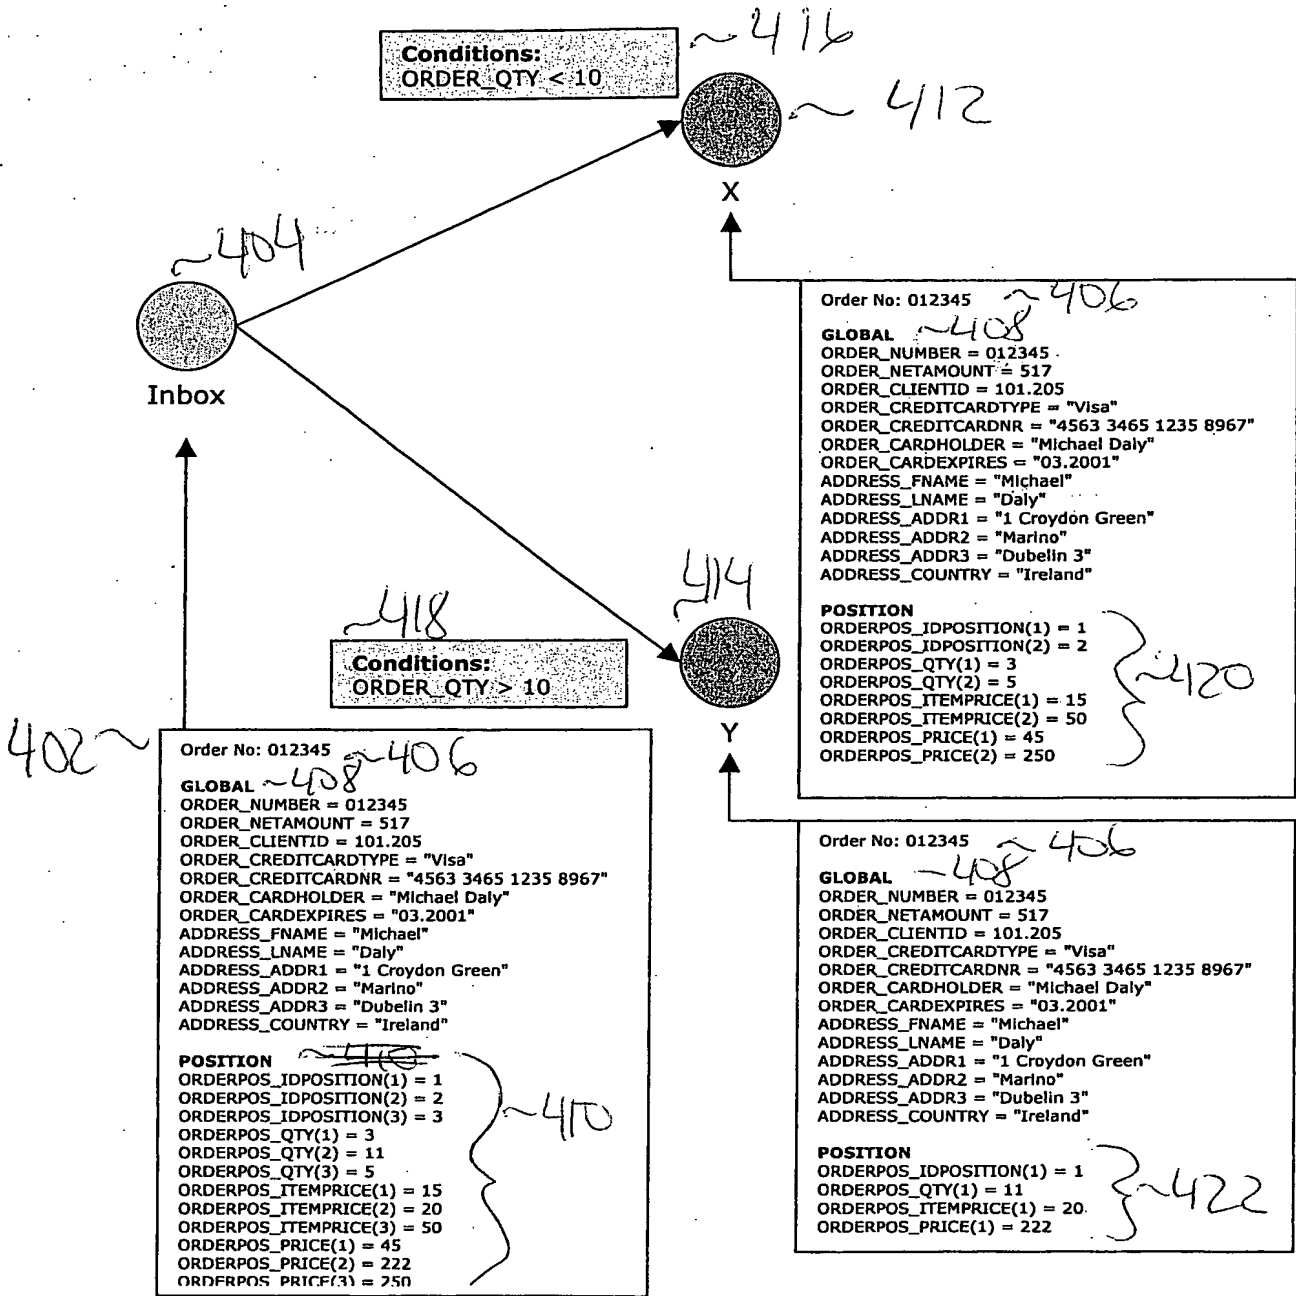 Conditions:
ORDER_QTY < 10
~416
~412
X
~404
Inbox
Order No: 012345 ~406
GLOBAL ~408
ORDER_NUMBER = 012345
ORDER_NETAMOUNT = 517
ORDER_CLIENTID = 101.205
ORDER_CREDITCARDTYPE = "Visa"
ORDER_CREDITCARDNR = "4563 3465 1235 8967"
ORDER_CARDHOLDER = "Michael Daly"
ORDER_CARDEXPIRES = "03.2001"
ADDRESS_FNAME = "Michael"
ADDRESS_LNAME = "Daly"
ADDRESS_ADDR1 = "1 Croydon Green"
ADDRESS_ADDR2 = "Marino"
ADDRESS_ADDR3 = "Dubelin 3"
ADDRESS_COUNTRY = "Ireland"
POSITION
ORDERPOS_IDPOSITION(1) = 1
ORDERPOS_IDPOSITION(2) = 2
ORDERPOS_QTY(1) = 3
ORDERPOS_QTY(2) = 5
ORDERPOS_ITEMPRICE(1) = 15
ORDERPOS_ITEMPRICE(2) = 50
ORDERPOS_PRICE(1) = 45
ORDERPOS_PRICE(2) = 250
~420
~414
Y
~418
Conditions:
ORDER_QTY > 10
402~
Order No: 012345 ~406
GLOBAL ~408
ORDER_NUMBER = 012345
ORDER_NETAMOUNT = 517
ORDER_CLIENTID = 101.205
ORDER_CREDITCARDTYPE = "Visa"
ORDER_CREDITCARDNR = "4563 3465 1235 8967"
ORDER_CARDHOLDER = "Michael Daly"
ORDER_CARDEXPIRES = "03.2001"
ADDRESS_FNAME = "Michael"
ADDRESS_LNAME = "Daly"
ADDRESS_ADDR1 = "1 Croydon Green"
ADDRESS_ADDR2 = "Marino"
ADDRESS_ADDR3 = "Dubelin 3"
ADDRESS_COUNTRY = "Ireland"
POSITION ~410
ORDERPOS_IDPOSITION(1) = 1
ORDERPOS_IDPOSITION(2) = 2
ORDERPOS_IDPOSITION(3) = 3
ORDERPOS_QTY(1) = 3
ORDERPOS_QTY(2) = 11
ORDERPOS_QTY(3) = 5
ORDERPOS_ITEMPRICE(1) = 15
ORDERPOS_ITEMPRICE(2) = 20
ORDERPOS_ITEMPRICE(3) = 50
ORDERPOS_PRICE(1) = 45
ORDERPOS_PRICE(2) = 222
ORDERPOS_PRICE(3) = 250
~410
Order No: 012345 ~406
GLOBAL ~408
ORDER_NUMBER = 012345
ORDER_NETAMOUNT = 517
ORDER_CLIENTID = 101.205
ORDER_CREDITCARDTYPE = "Visa"
ORDER_CREDITCARDNR = "4563 3465 1235 8967"
ORDER_CARDHOLDER = "Michael Daly"
ORDER_CARDEXPIRES = "03.2001"
ADDRESS_FNAME = "Michael"
ADDRESS_LNAME = "Daly"
ADDRESS_ADDR1 = "1 Croydon Green"
ADDRESS_ADDR2 = "Marino"
ADDRESS_ADDR3 = "Dubelin 3"
ADDRESS_COUNTRY = "Ireland"
POSITION
ORDERPOS_IDPOSITION(1) = 1
ORDERPOS_QTY(1) = 11
ORDERPOS_ITEMPRICE(1) = 20
ORDERPOS_PRICE(1) = 222
~422